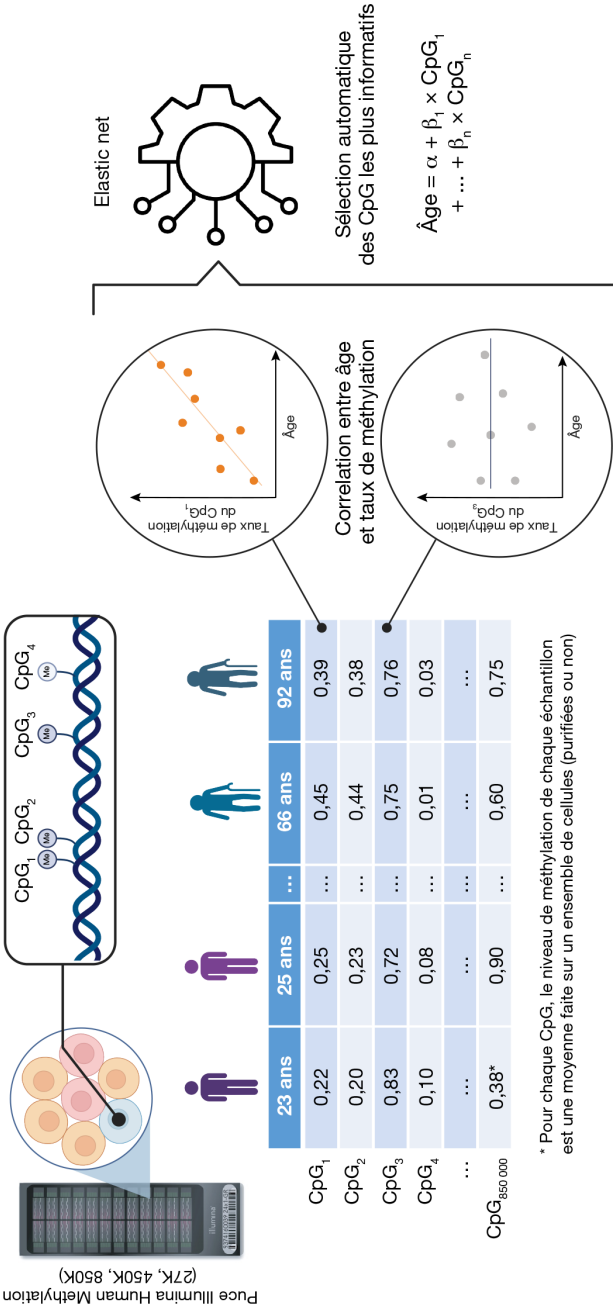 Puce Illumina Human Methylation
(27K, 450K, 850K)
illumina
CpG1 CpG2 CpG3 CpG4
Me Me Me Me
23 ans 25 ans ... 66 ans 92 ans
CpG1 0,22 0,25 ... 0,45 0,39
CpG2 0,20 0,23 ... 0,44 0,38
CpG3 0,83 0,72 ... 0,75 0,76
CpG4 0,10 0,08 ... 0,01 0,03
... ... ... ... ... ...
CpG850 000 0,38* 0,90 ... 0,60 0,75
* Pour chaque CpG, le niveau de méthylation de chaque échantillon
est une moyenne faite sur un ensemble de cellules (purifiées ou non)
Taux de méthylation
du CpG1
Âge
Correlation entre âge
et taux de méthylation
Taux de méthylation
du CpG3
Âge
Elastic net
Sélection automatique
des CpG les plus informatifs
Âge = α + β1 × CpG1
+ ... + βn × CpGn